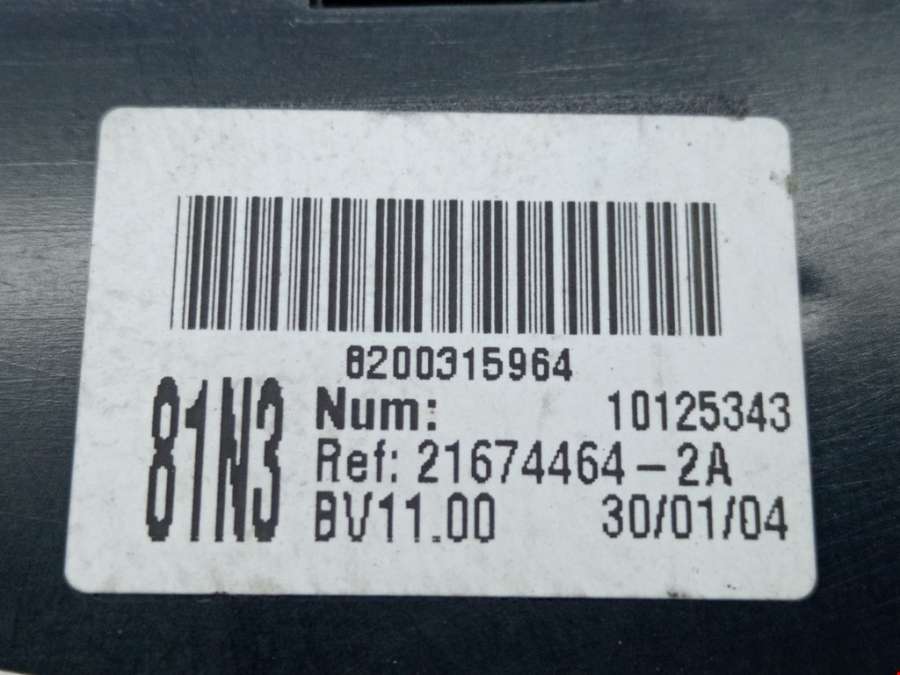 8200315964
81N3
Num: 10125343
Ref: 21674464-2A
BV11.00 30/01/04